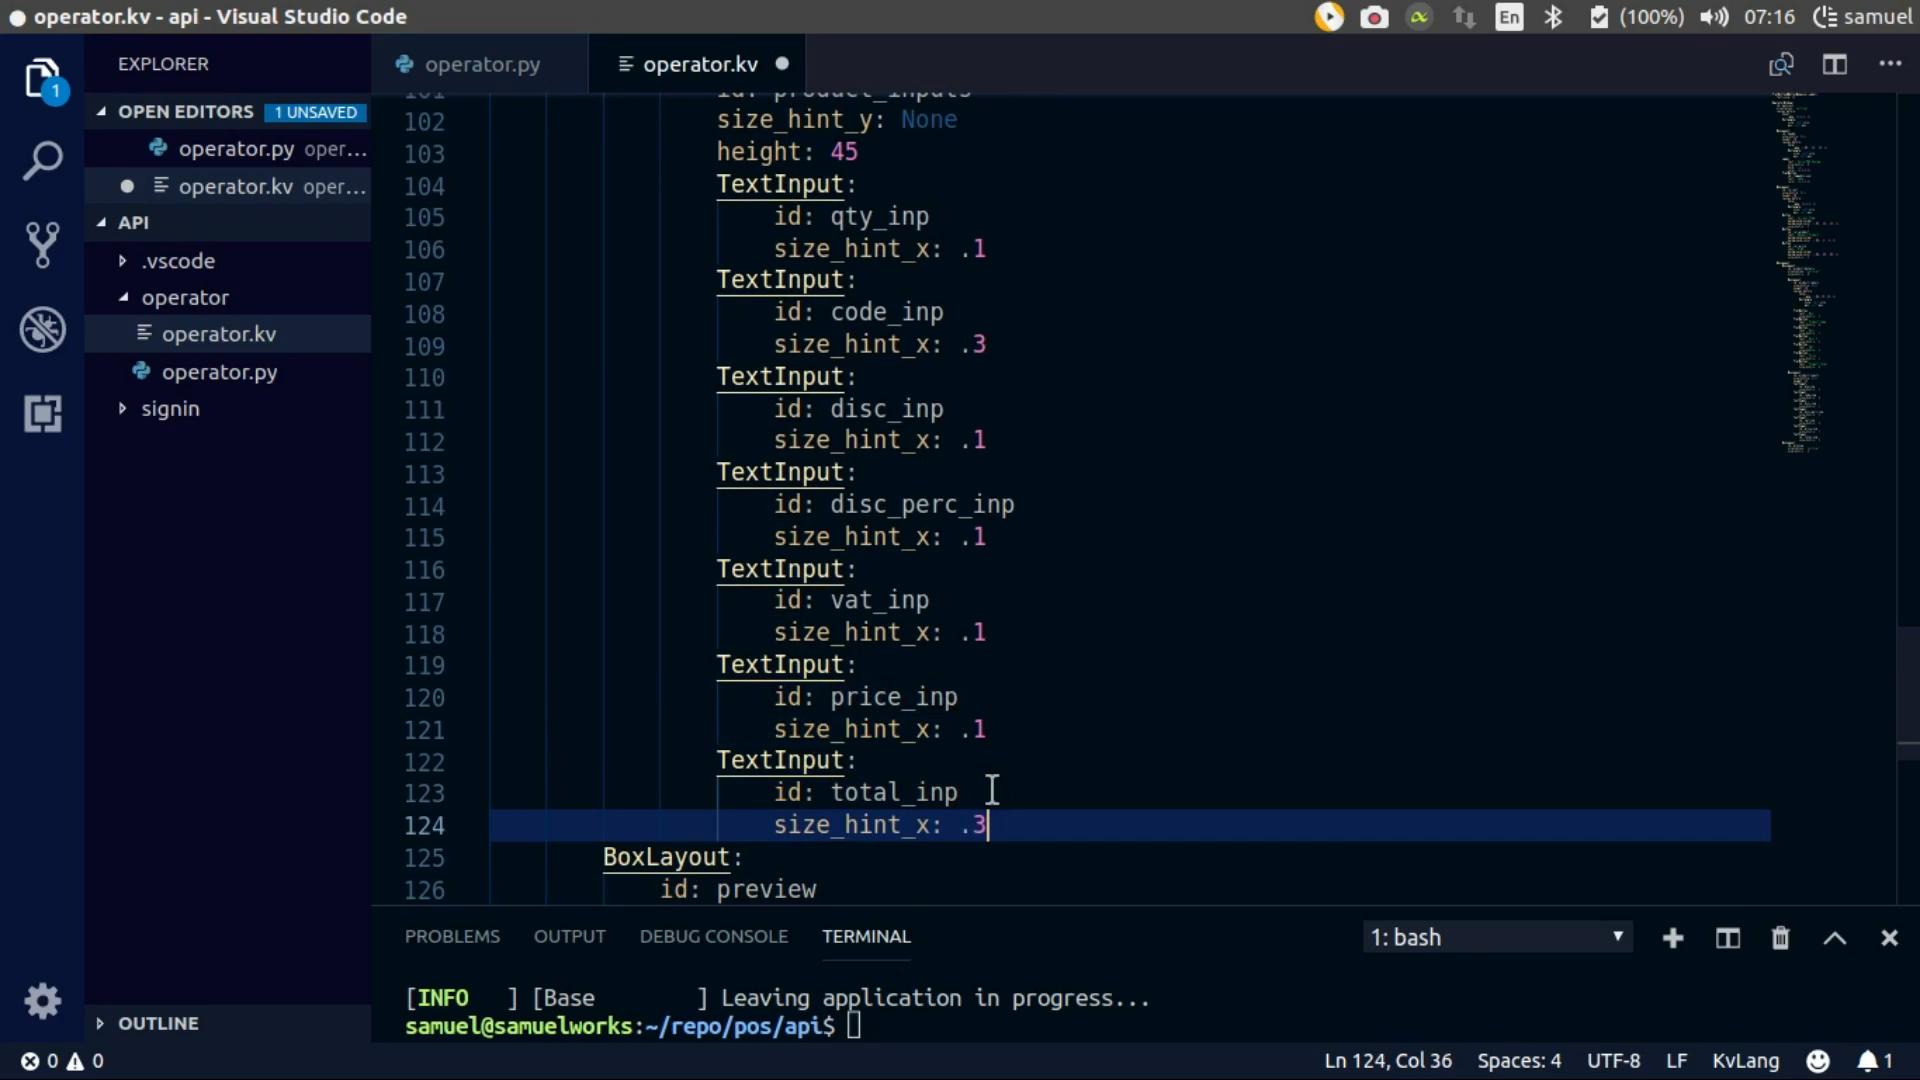 operator.kv - api - Visual Studio Code
En
(100%)
07:16
samuel
1
EXPLORER
OPEN EDITORS
1 UNSAVED
operator.py oper...
operator.kv oper...
API
.vscode
operator
operator.kv
operator.py
signin
OUTLINE
operator.py
operator.kv
101 id: product_inputs
102 size_hint_y: None
103 height: 45
104 TextInput:
105 id: qty_inp
106 size_hint_x: .1
107 TextInput:
108 id: code_inp
109 size_hint_x: .3
110 TextInput:
111 id: disc_inp
112 size_hint_x: .1
113 TextInput:
114 id: disc_perc_inp
115 size_hint_x: .1
116 TextInput:
117 id: vat_inp
118 size_hint_x: .1
119 TextInput:
120 id: price_inp
121 size_hint_x: .1
122 TextInput:
123 id: total_inp
124 size_hint_x: .3
125 BoxLayout:
126 id: preview
PROBLEMS OUTPUT DEBUG CONSOLE TERMINAL
1: bash
[INFO   ] [Base        ] Leaving application in progress...
samuel@samuelworks:~/repo/pos/api$
0 0
Ln 124, Col 36 Spaces: 4 UTF-8 LF KvLang 1